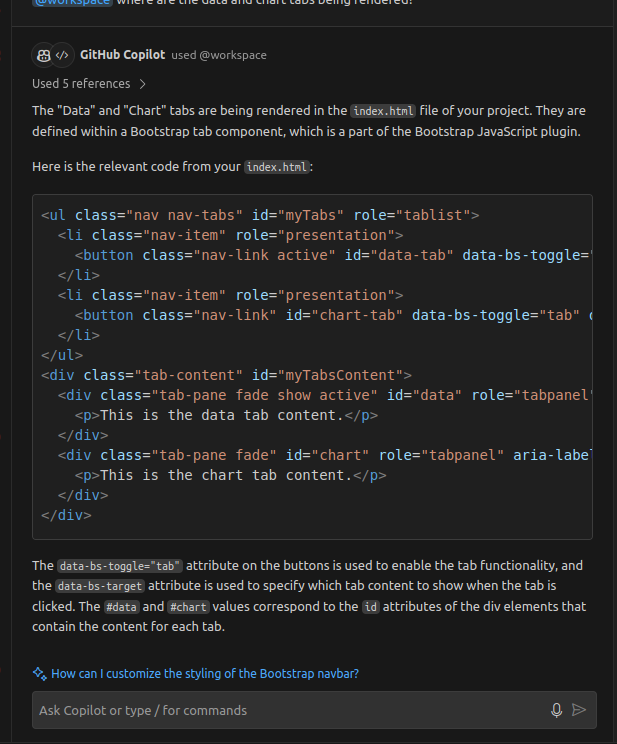 @workspace where are the data and chart tabs being rendered?
GitHub Copilot used @workspace
Used 5 references
The "Data" and "Chart" tabs are being rendered in the index.html file of your project. They are
defined within a Bootstrap tab component, which is a part of the Bootstrap JavaScript plugin.
Here is the relevant code from your index.html:
<ul class="nav nav-tabs" id="myTabs" role="tablist">
<li class="nav-item" role="presentation">
<button class="nav-link active" id="data-tab" data-bs-toggle="
</li>
<li class="nav-item" role="presentation">
<button class="nav-link" id="chart-tab" data-bs-toggle="tab"
</li>
</ul>
<div class="tab-content" id="myTabsContent">
<div class="tab-pane fade show active" id="data" role="tabpanel"
<p>This is the data tab content.</p>
</div>
<div class="tab-pane fade" id="chart" role="tabpanel" aria-label
<p>This is the chart tab content.</p>
</div>
</div>
The data-bs-toggle="tab" attribute on the buttons is used to enable the tab functionality, and
the data-bs-target attribute is used to specify which tab content to show when the tab is
clicked. The #data and #chart values correspond to the id attributes of the div elements that
contain the content for each tab.
How can I customize the styling of the Bootstrap navbar?
Ask Copilot or type / for commands